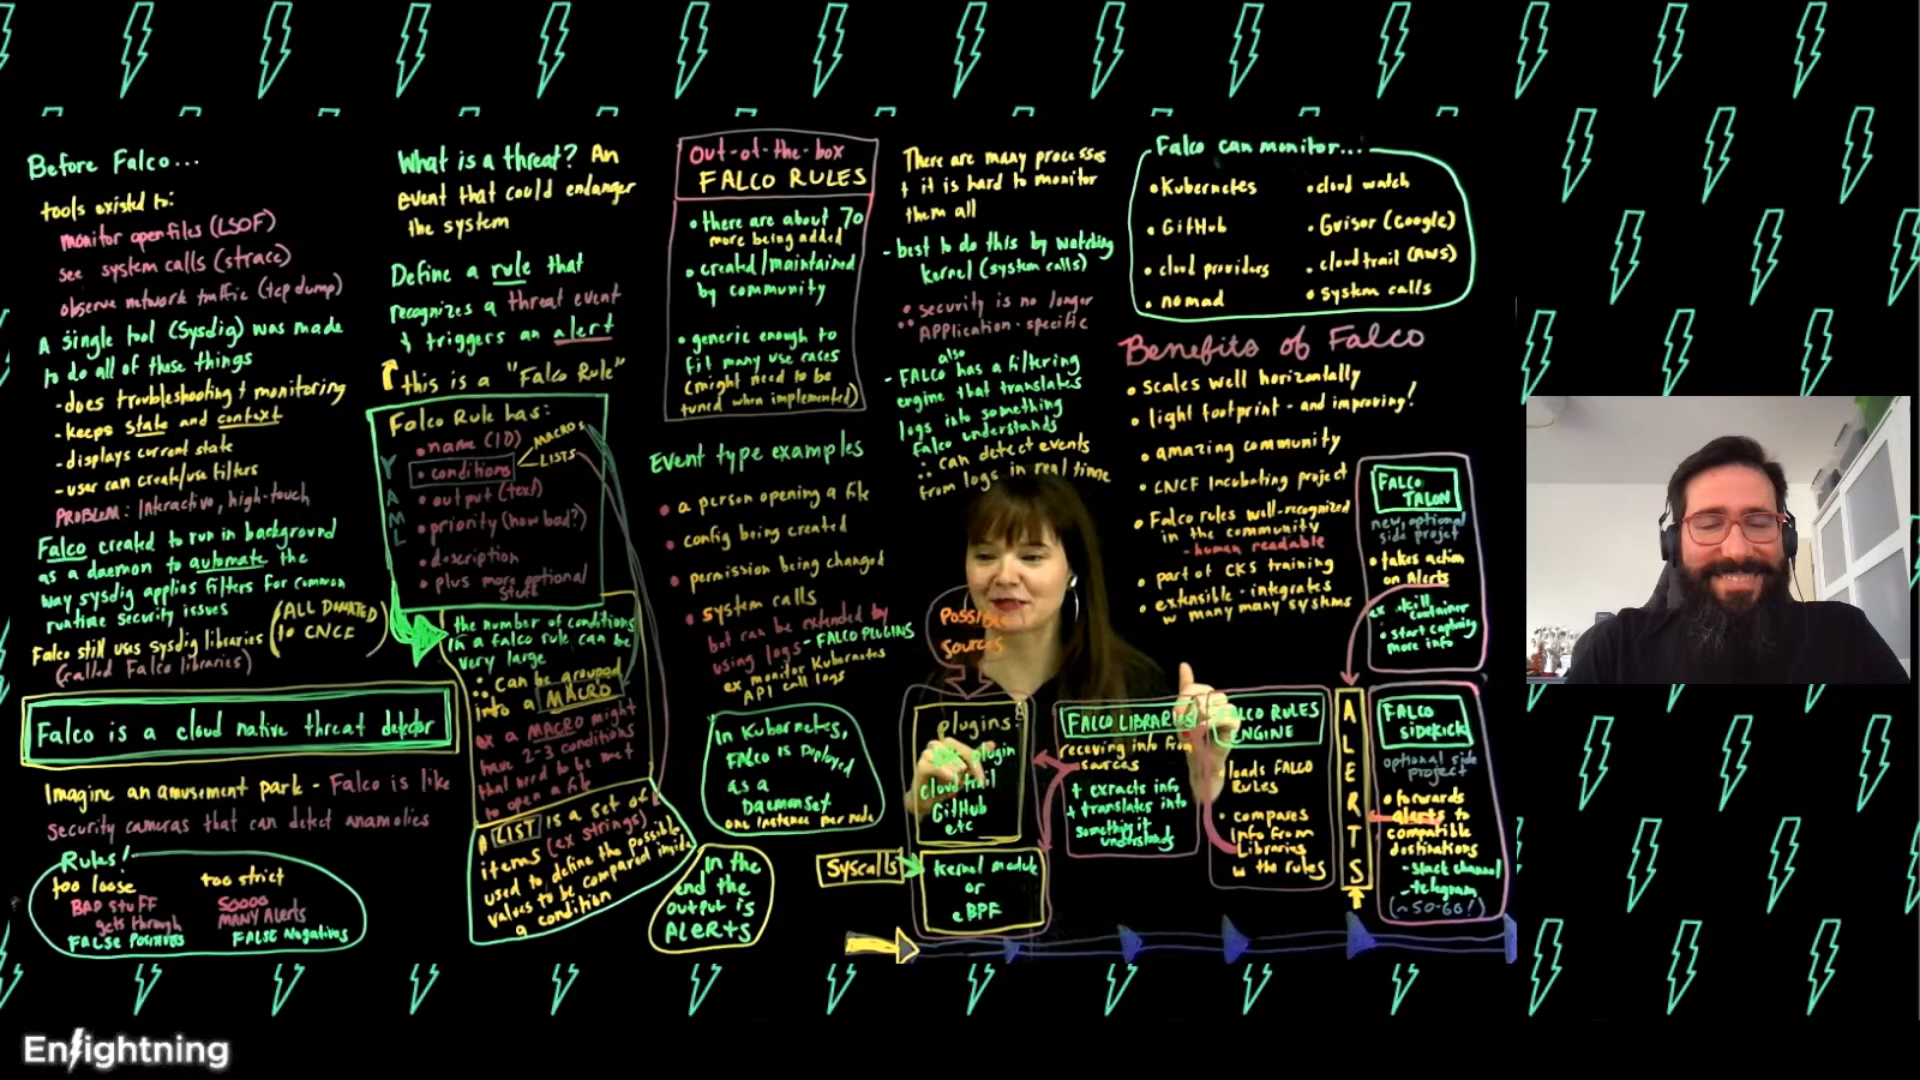 Before Falco...
tools existed to:
monitor open files (LSOF)
see system calls (strace)
observe network traffic (tcp dump)
A single tool (Sysdig) was made
to do all of these things
- does troubleshooting + monitoring
- keeps state and context
- displays current state
- user can create/use filters
PROBLEM: Interactive, high-touch
Falco created to run in background
as a daemon to automate the
way sysdig applies filters for common
runtime security issues
(ALL DONATED
to CNCF)
Falco still uses sysdig libraries
(called Falco libraries)
Falco is a cloud native threat detector
Imagine an amusement park - Falco is like
security cameras that can detect anamolies
Rules!
too loose
BAD STUFF
gets through
FALSE POSITIVES
too strict
SOOOO
MANY Alerts
FALSE Negatives
What is a threat? An
event that could endanger
the system
Define a rule that
recognizes a threat event
+ triggers an alert
this is a "Falco Rule"
Falco Rule has:
YAML
• name (ID)
• conditions
MACROS
LISTS
• output (text)
• priority (how bad?)
• description
• plus more optional
stuff
the number of conditions
in a falco rule can be
very large
∴ can be grouped
into a MACRO
ex a MACRO might
have 2-3 conditions
that need to be met
to open a file
A LIST is a set of
items (ex strings)
used to define the possible
values to be compared inside
a condition
Out-of-the-box
FALCO RULES
• there are about 70
more being added
• created/maintained
by community
• generic enough to
fit many use cases
(might need to be
tuned when implemented)
Event type examples
• a person opening a file
• config being created
• permission being changed
• system calls
but can be extended by
using logs - FALCO PLUGINS
ex monitor Kubernetes
API call logs
In Kubernetes,
FALCO is Deployed
as a
DaemonSet
one instance per node
In the
end the
output is
ALERTS
There are many processes
+ it is hard to monitor
them all
- best to do this by watching
kernel (system calls)
• security is no longer
APPlication-specific
- FALCO also has a filtering
engine that translates
logs into something
Falco understands
∴ can detect events
from logs in real time
Falco can monitor...
• Kubernetes
• GitHub
• cloud providers
• nomad
• cloud watch
• Gvisor (Google)
• cloudtrail (AWS)
• system calls
Benefits of Falco
• scales well horizontally
• light footprint - and improving!
• amazing community
• CNCF Incubating project
• Falco rules well-recognized
in the community
- human readable
• part of CKS training
• extensible - integrates
w many many systems
Possible
sources
plugins:
plugin
cloudtrail
GitHub
etc
Syscalls
kernel module
or
eBPF
FALCO LIBRARIES
receving info from
sources
+ exracts info
+ translates into
something it
understands
FALCO RULES
ENGINE
• loads FALCO
RULES
• compares
info from
Libraries
w the rules
ALERTS
FALCO
TALON
new, optional
side projet
• takes action
on Alerts
ex • kill
container
• start capturing
more info
FALCO
sidekick
optional side
project
• forwards
alerts to
compatible
destinations
- slack channel
- telegram
(~50-60!)
Enlightning